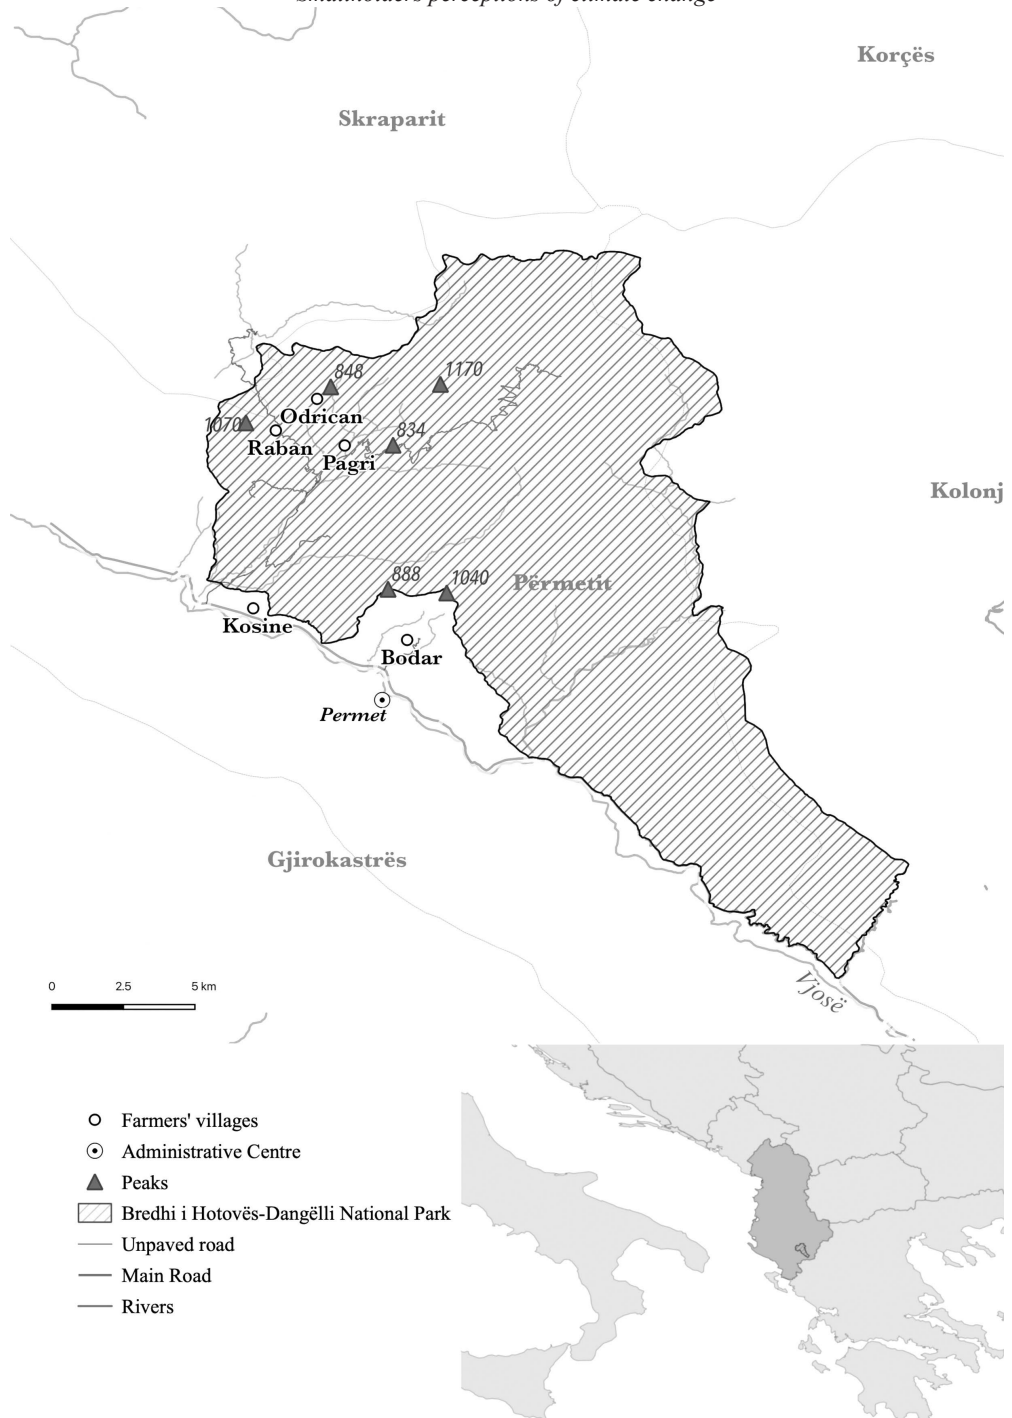 Smallholders perceptions of climate change
Korçës
Skraparit
848
1170
Odrican
1070
834
Raban
Pagri
Kolonj
888
1040
Përmetit
Kosine
Bodar
Permet
Gjirokastrës
Vjosë
0 2.5 5 km
Farmers' villages
Administrative Centre
Peaks
Bredhi i Hotovës-Dangëlli National Park
Unpaved road
Main Road
Rivers